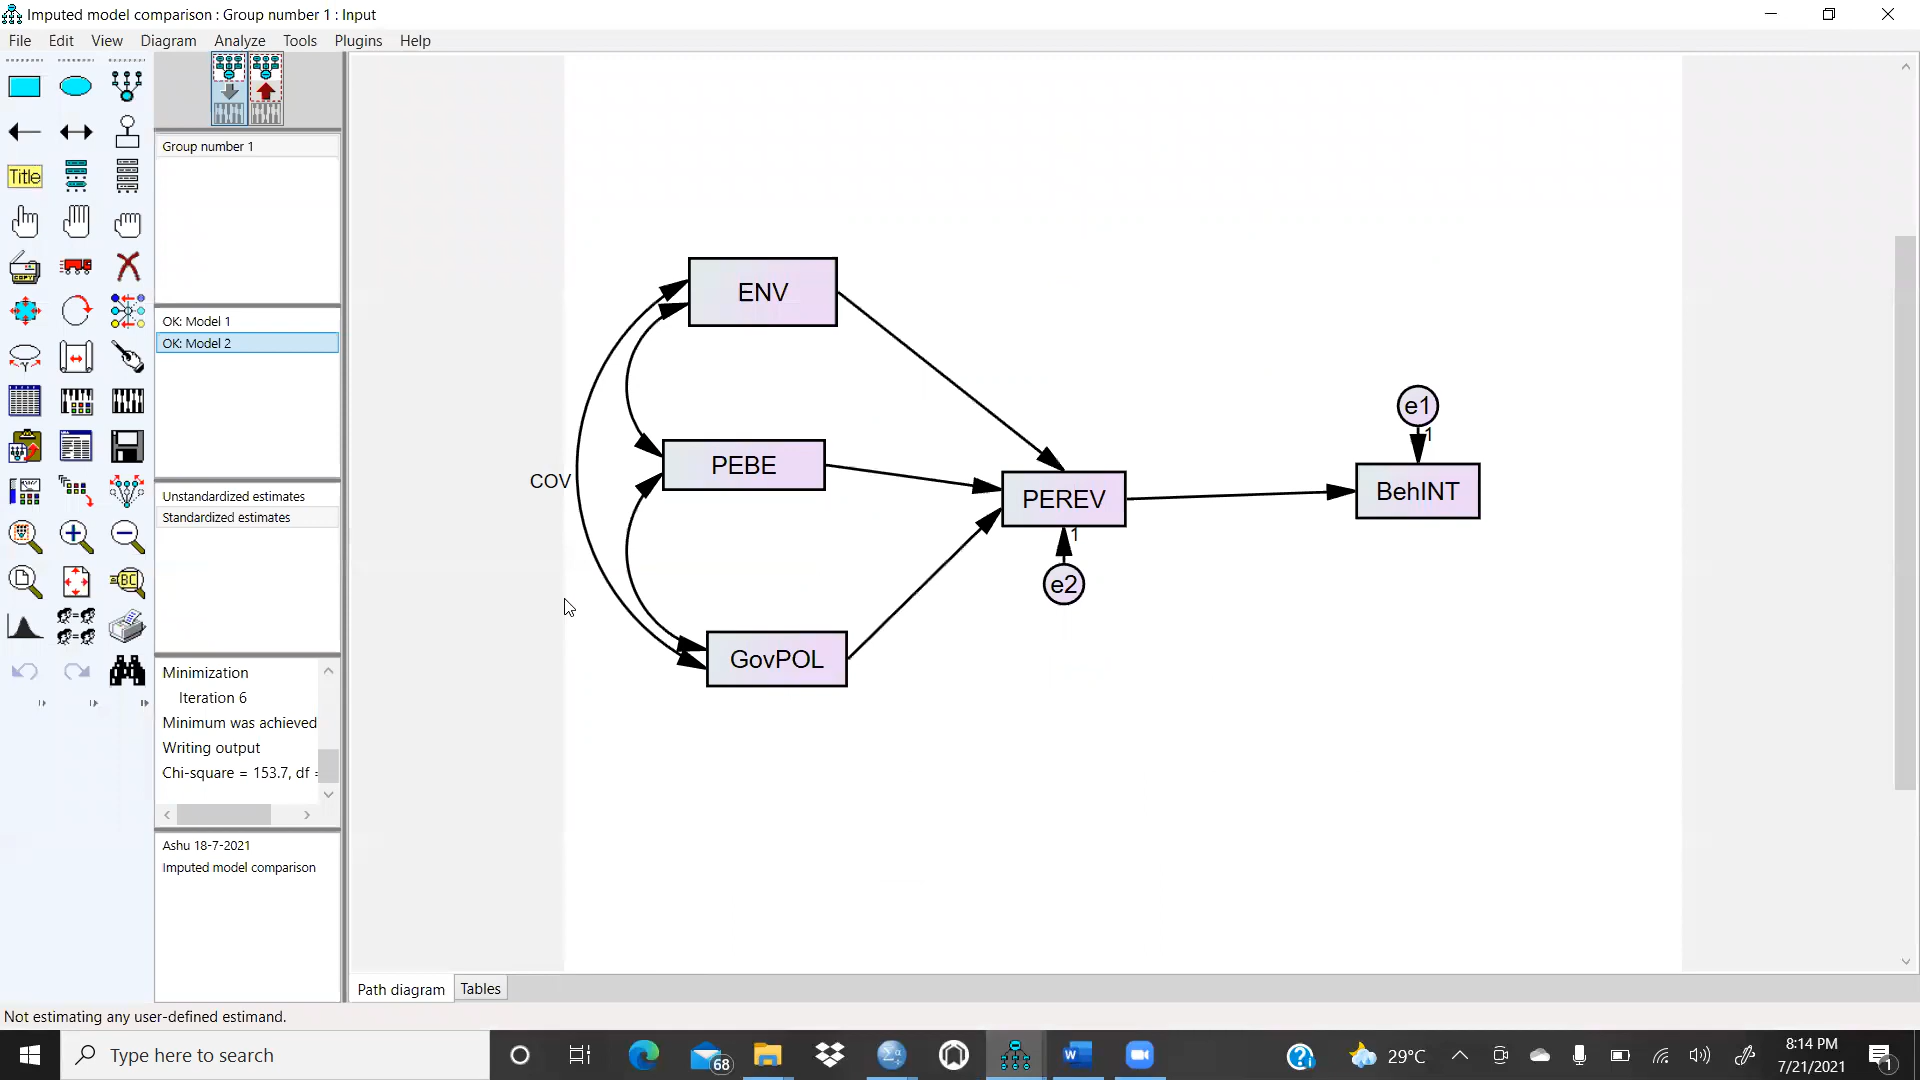 Imputed model comparison : Group number 1 : Input
File Edit View Diagram Analyze Tools Plugins Help
Title
Group number 1
OK: Model 1
OK: Model 2
Unstandardized estimates
Standardized estimates
Minimization
Iteration 6
Minimum was achieved
Writing output
Chi-square = 153.7, df =
Ashu 18-7-2021
Imputed model comparison
ENV
PEBE
COV
GovPOL
PEREV
1
e2
e1
1
BehINT
Path diagram Tables
Not estimating any user-defined estimand.
Type here to search
68
29°C
8:14 PM
7/21/2021
1